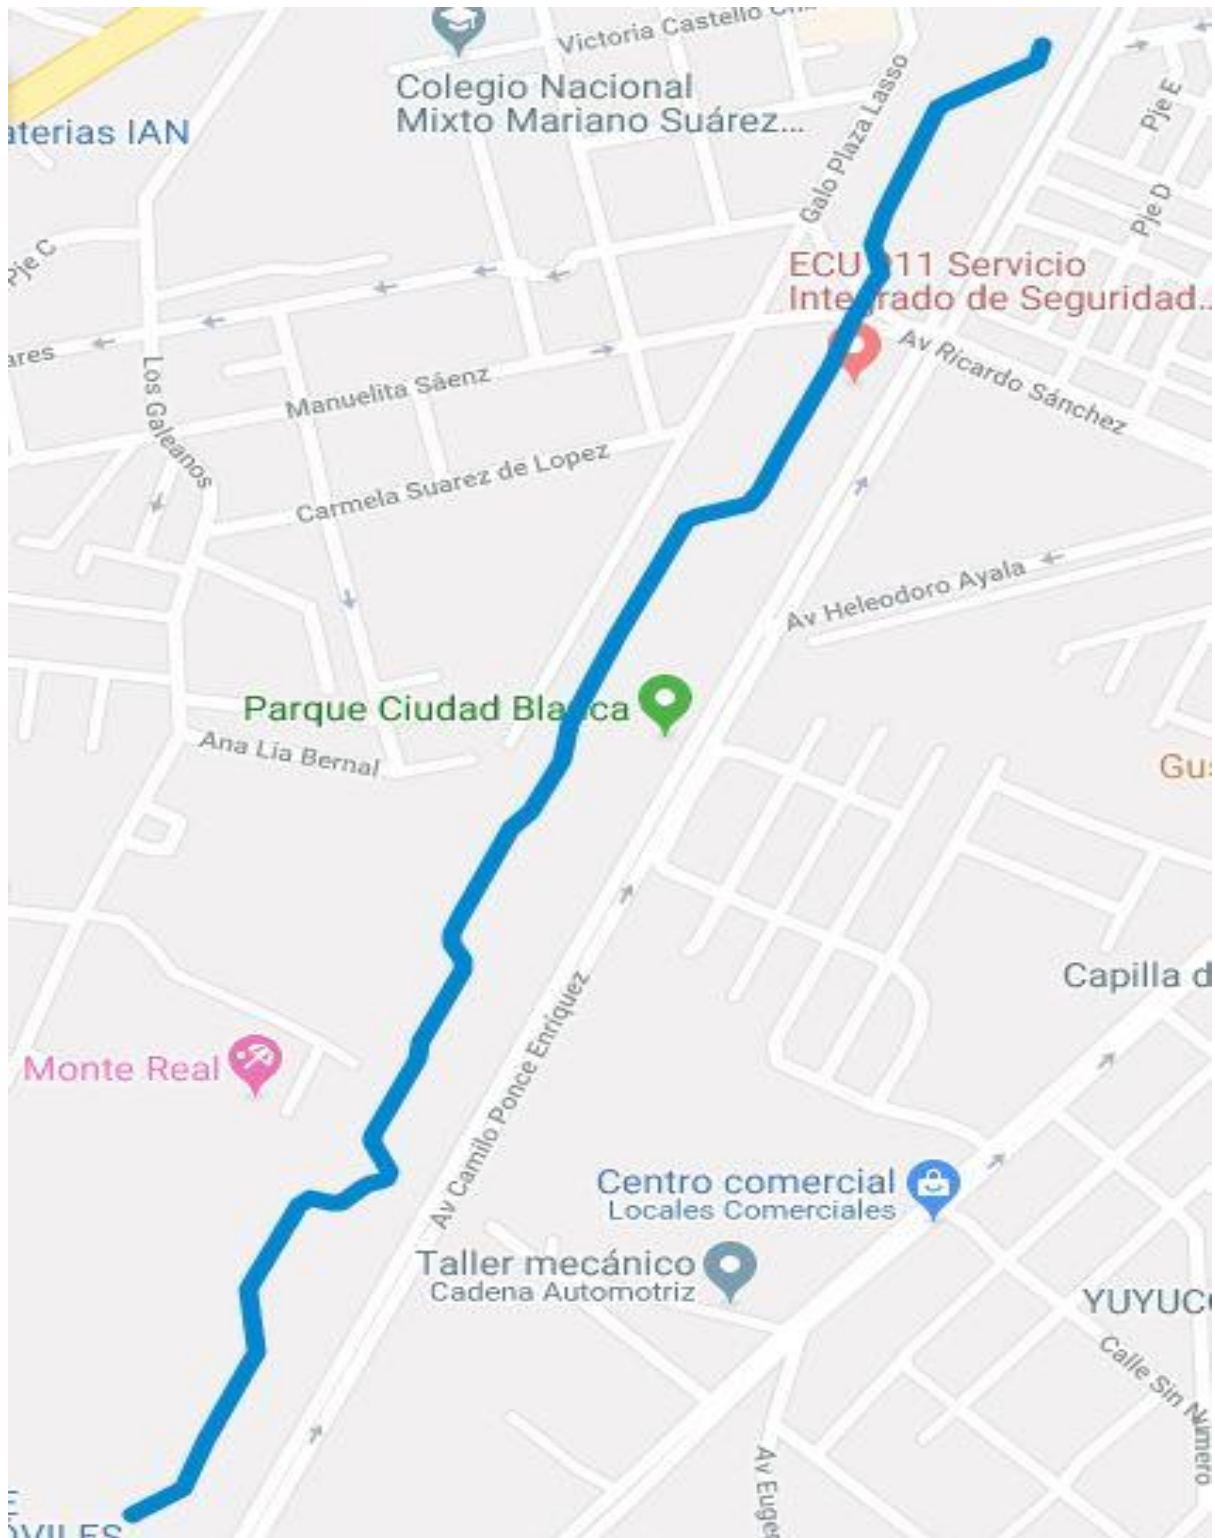 Victoria Castello
Colegio Nacional
Mixto Mariano Suárez...
aterias IAN
Galo Plaza Lasso
Pje E
Pje D
Pje C
ECU 911 Servicio
Integrado de Seguridad...
Av Ricardo Sánchez
ares
Los Galeanos
Manuelita Sáenz
Carmela Suarez de Lopez
Av Heleodoro Ayala
Parque Ciudad Blanca
Ana Lia Bernal
Gus
Capilla d
Av Camilo Ponce Enríquez
Monte Real
Centro comercial
Locales Comerciales
Taller mecánico
Cadena Automotriz
YUYUC
Calle Sin Número
Av Euge
E
OVILES